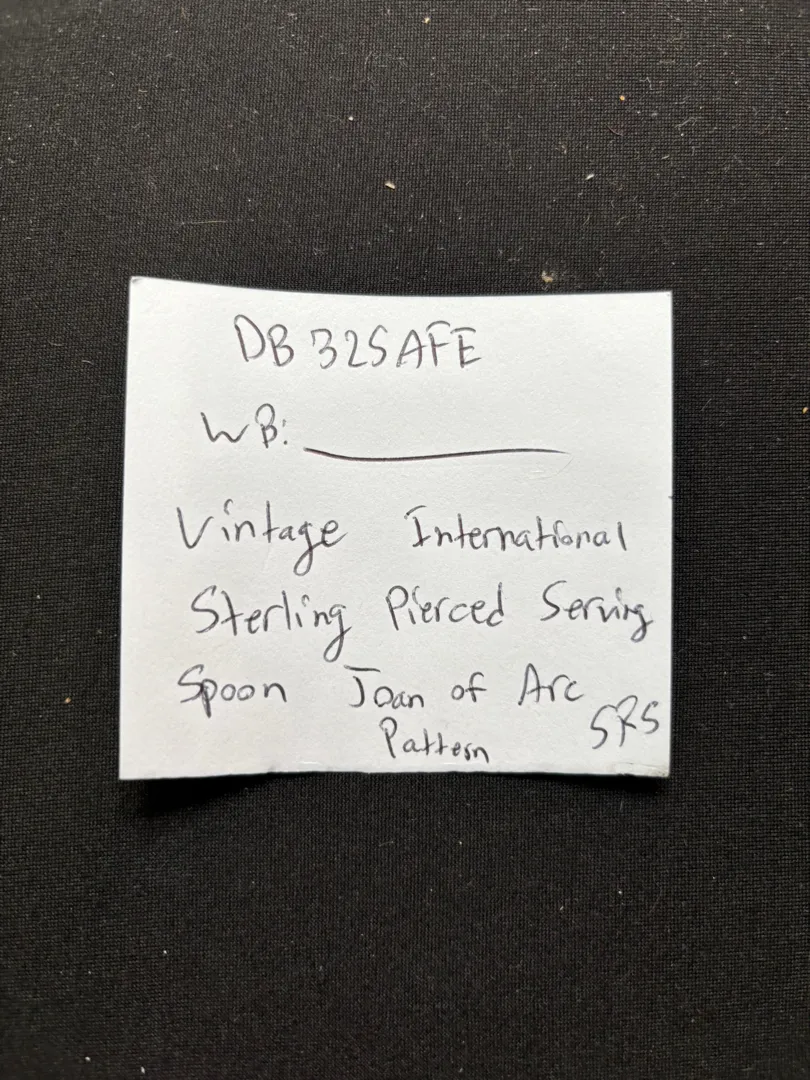 DB 32SAFE
WB: ___________
Vintage International
Sterling Pierced Serving
Spoon Joan of Arc
Pattern SRS